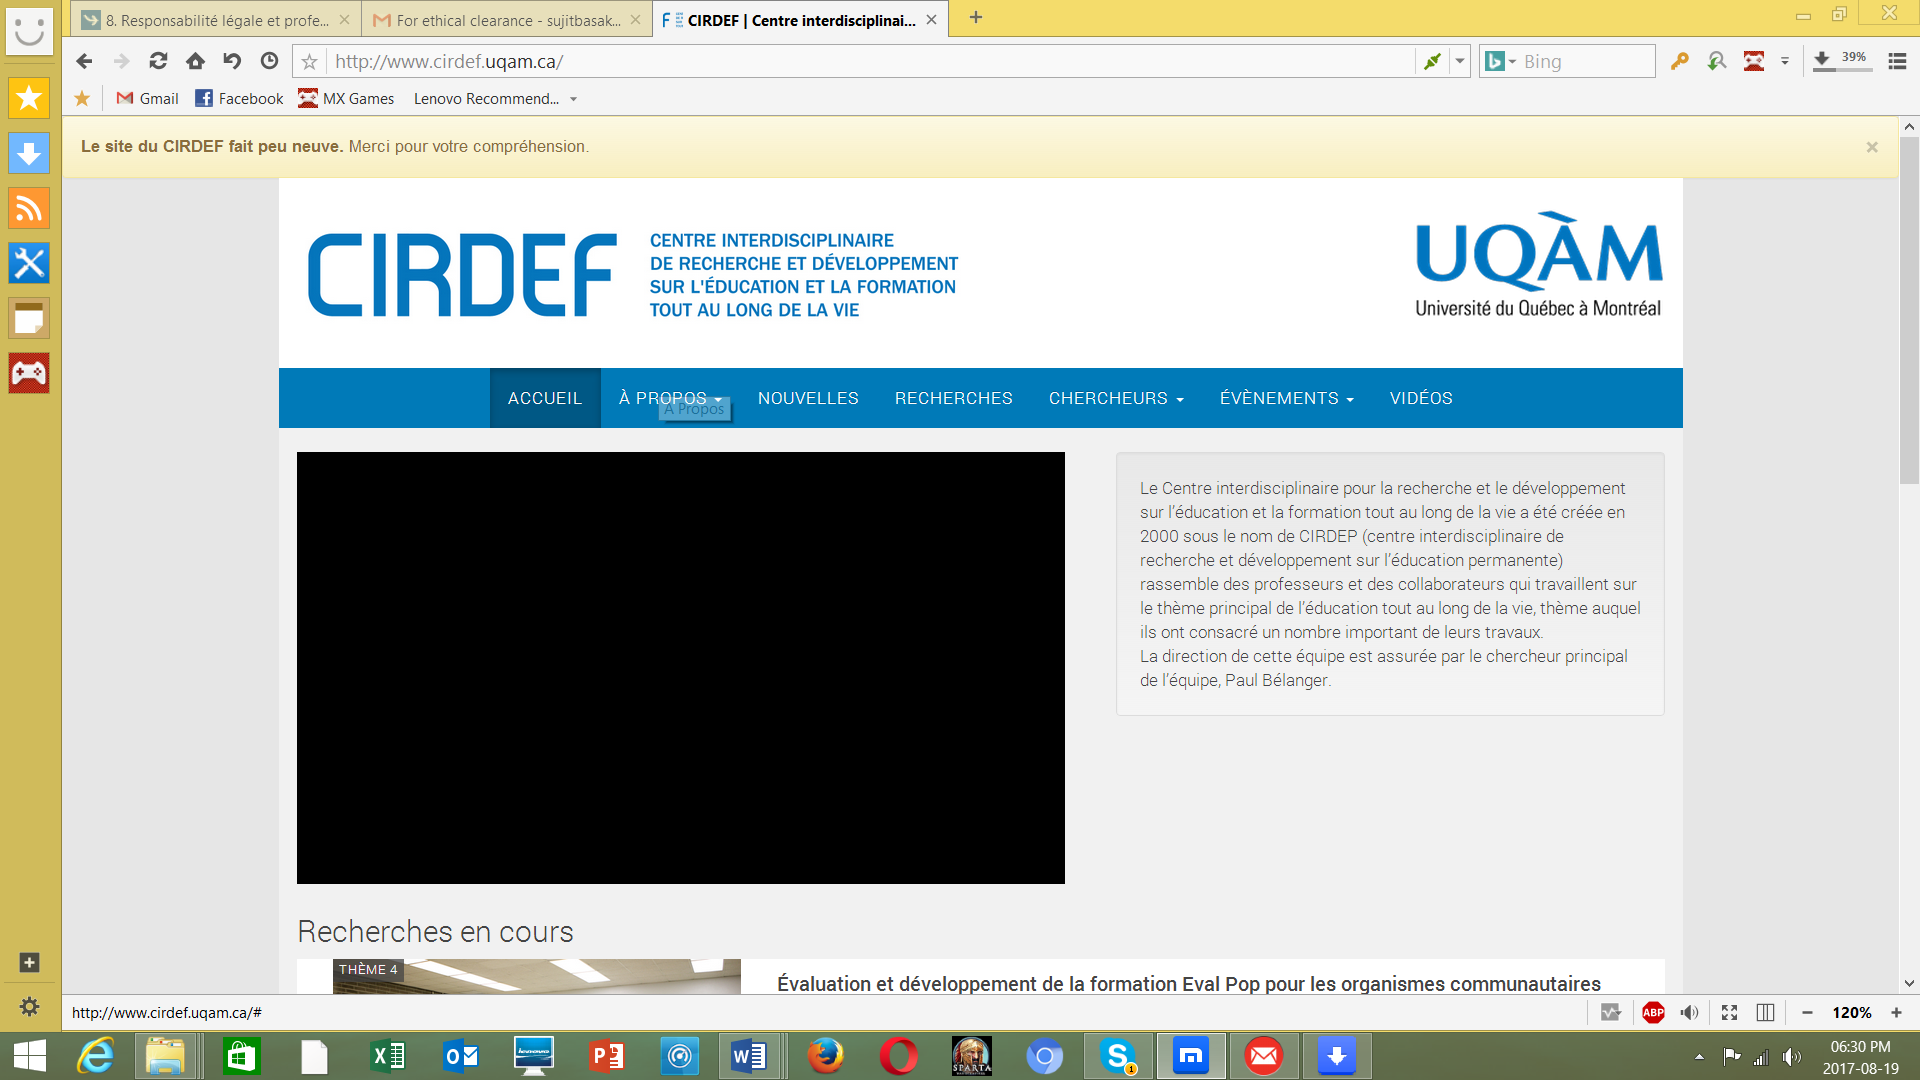 8. Responsabilité légale et profe...
For ethical clearance - sujitbasak...
CIRDEF | Centre interdisciplinai...
http://www.cirdef.uqam.ca/
Bing
39%
Gmail
Facebook
MX Games
Lenovo Recommend...
Le site du CIRDEF fait peu neuve. Merci pour votre compréhension.
CIRDEF
CENTRE INTERDISCIPLINAIRE
DE RECHERCHE ET DÉVELOPPEMENT
SUR L'ÉDUCATION ET LA FORMATION
TOUT AU LONG DE LA VIE
UQÀM
Université du Québec à Montréal
ACCUEIL
À PROPOS
NOUVELLES
RECHERCHES
CHERCHEURS
ÉVÈNEMENTS
VIDÉOS
À Propos
Le Centre interdisciplinaire pour la recherche et le développement
sur l'éducation et la formation tout au long de la vie a été créée en
2000 sous le nom de CIRDEP (centre interdisciplinaire de
recherche et développement sur l'éducation permanente)
rassemble des professeurs et des collaborateurs qui travaillent sur
le thème principal de l'éducation tout au long de la vie, thème auquel
ils ont consacré un nombre important de leurs travaux.
La direction de cette équipe est assurée par le chercheur principal
de l'équipe, Paul Bélanger.
Recherches en cours
THÈME 4
Évaluation et développement de la formation Eval Pop pour les organismes communautaires
http://www.cirdef.uqam.ca/#
ABP
120%
SPARTA
1
06:30 PM
2017-08-19